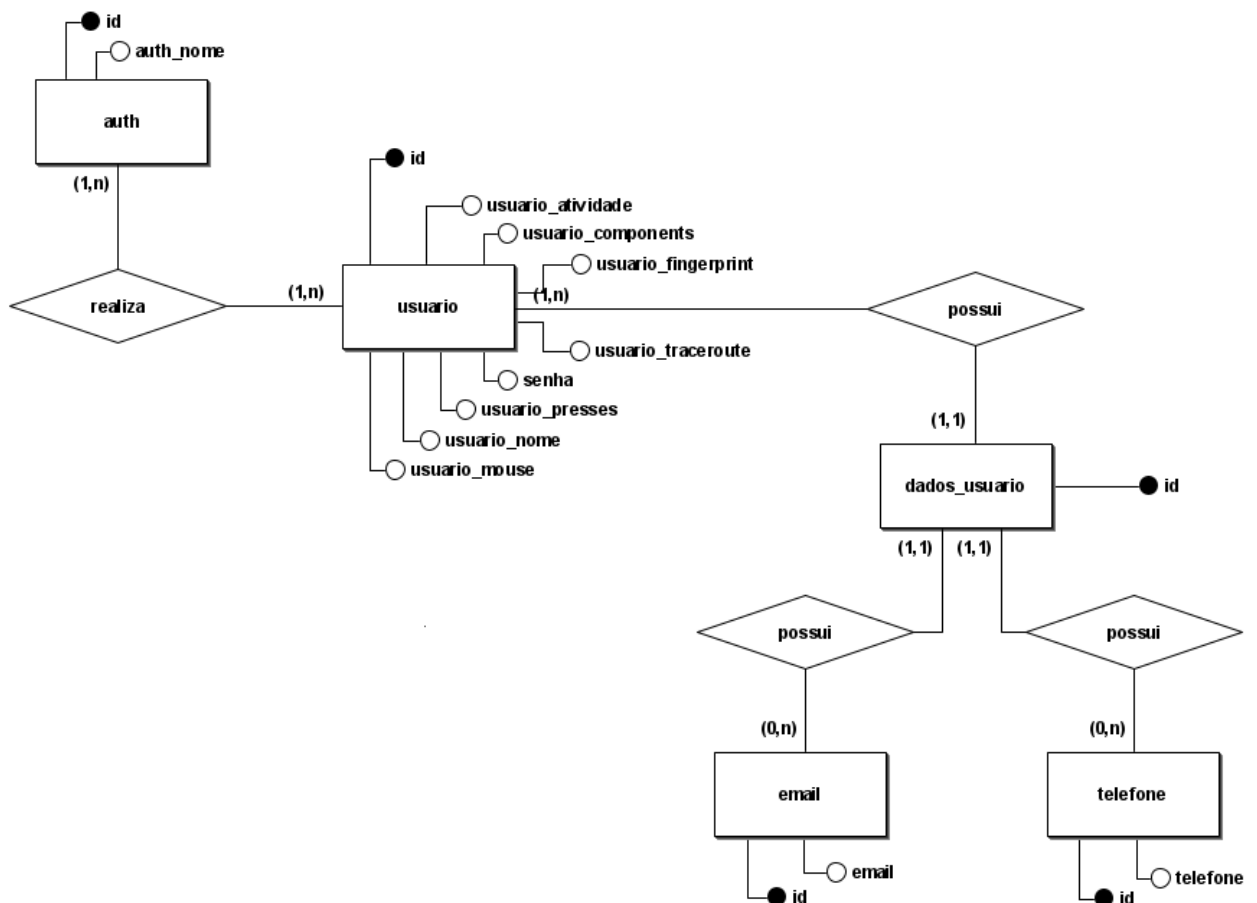 id
auth_nome
auth
(1,n)
realiza
(1,n)
id
usuario_atividade
usuario_components
usuario_fingerprint
(1,n)
usuario
usuario_traceroute
senha
usuario_presses
usuario_nome
usuario_mouse
possui
(1,1)
dados_usuario
id
(1,1)
(1,1)
possui
possui
(0,n)
(0,n)
email
telefone
email
id
telefone
id